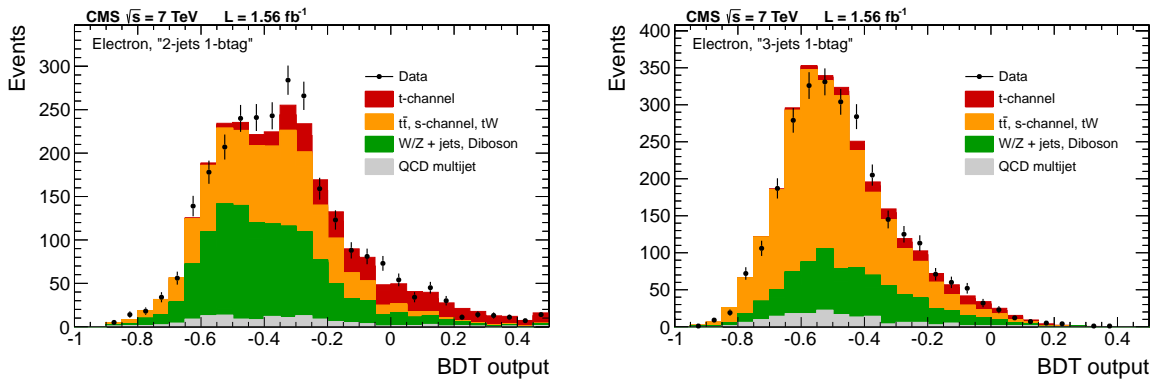 CMS √s = 7 TeV L = 1.56 fb⁻¹
Electron, "2-jets 1-btag"
Events
300
250
200
150
100
50
0
Data
t-channel
tt̄, s-channel, tW
W/Z + jets, Diboson
QCD multijet
-1 -0.8 -0.6 -0.4 -0.2 0 0.2 0.4
BDT output
CMS √s = 7 TeV L = 1.56 fb⁻¹
Electron, "3-jets 1-btag"
Events
400
350
300
250
200
150
100
50
0
Data
t-channel
tt̄, s-channel, tW
W/Z + jets, Diboson
QCD multijet
-1 -0.8 -0.6 -0.4 -0.2 0 0.2 0.4
BDT output